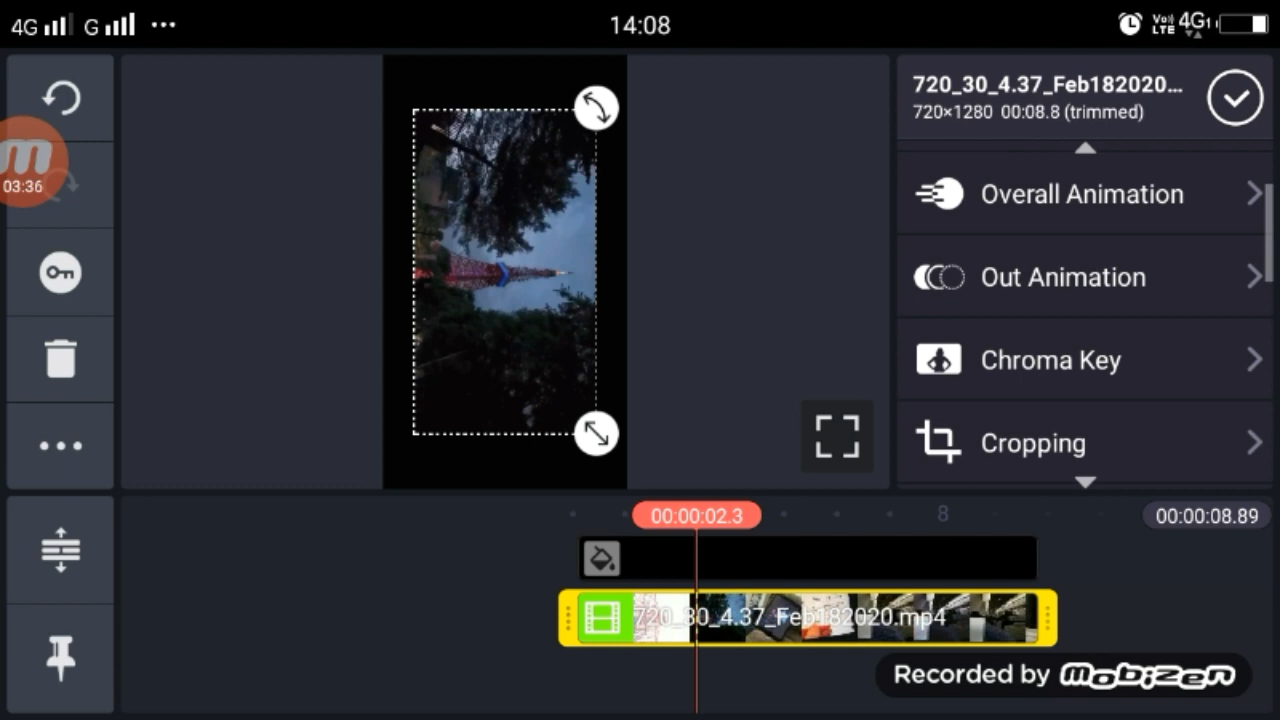 4G G ••• 14:08 VoLTE 4G
720_30_4.37_Feb182020...
720×1280 00:08.8 (trimmed)
m
03:36
Overall Animation
Out Animation
Chroma Key
Cropping
00:00:02.3 8 00:00:08.89
720_30_4.37_Feb182020.mp4
Recorded by mobizen